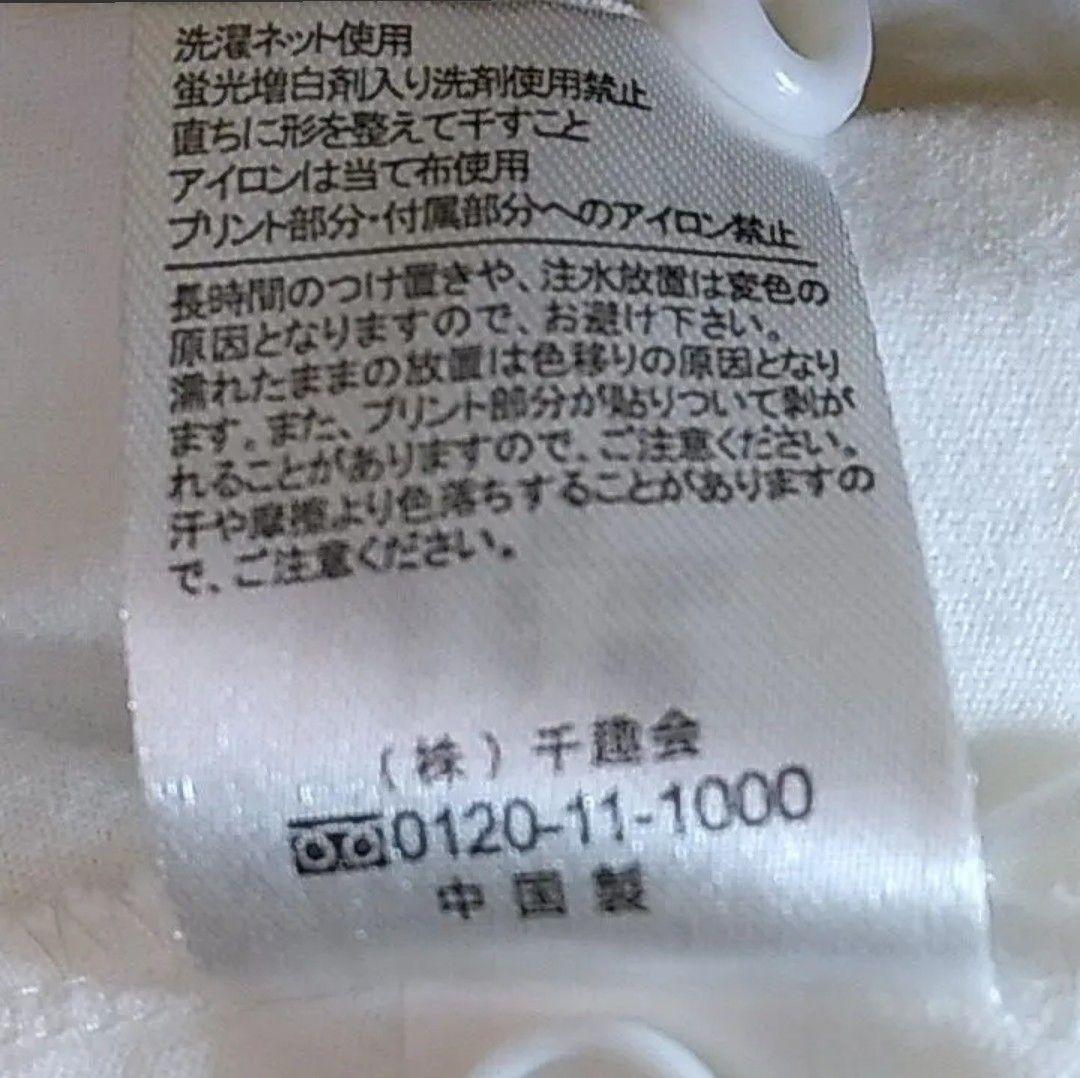 洗濯ネット使用
蛍光増白剤入り洗剤使用禁止
直ちに形を整えて干すこと
アイロンは当て布使用
プリント部分・付属部分へのアイロン禁止
長時間のつけ置きや、注水放置は変色の
原因となりますので、お避け下さい。
濡れたままの放置は色移りの原因となり
ます。また、プリント部分が貼りついて剥が
れることがありますので、ご注意ください。
汗や摩擦より色落ちすることがありますの
で、ご注意ください。
（株）千趣会
0120-11-1000
中国製